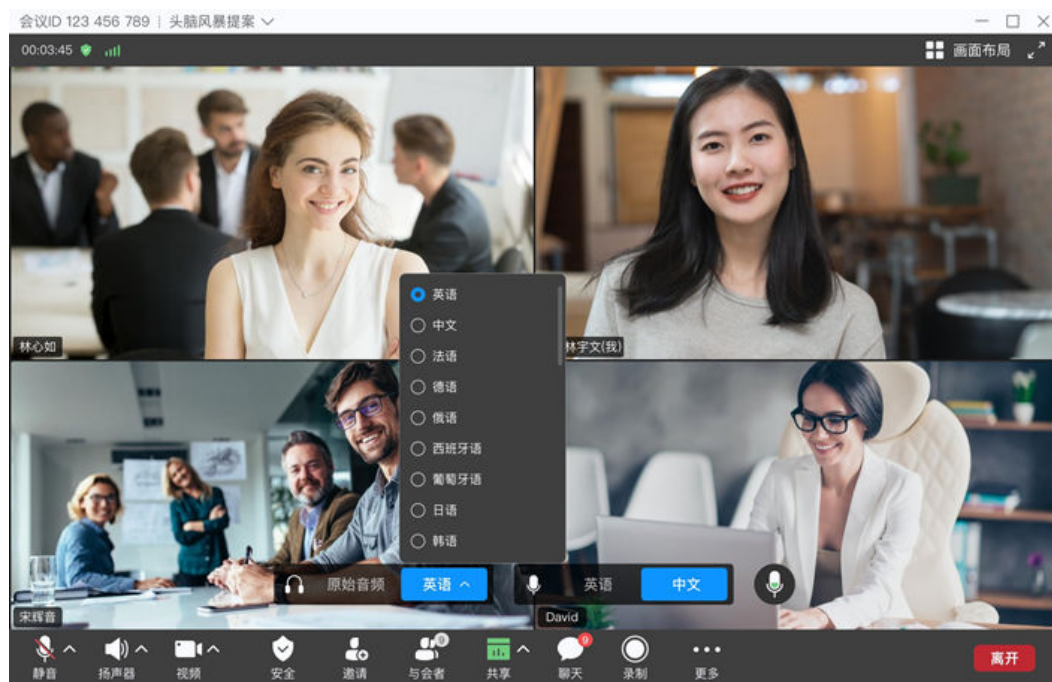 会议ID 123 456 789 | 头脑风暴提案
00:03:45
画面布局
林心如
林宇文(我)
英语
中文
法语
德语
俄语
西班牙语
葡萄牙语
日语
韩语
原始音频 英语
英语 中文
宋辉音
David
静音 扬声器 视频 安全 邀请 与会者 9 共享 聊天 9 录制 更多 离开